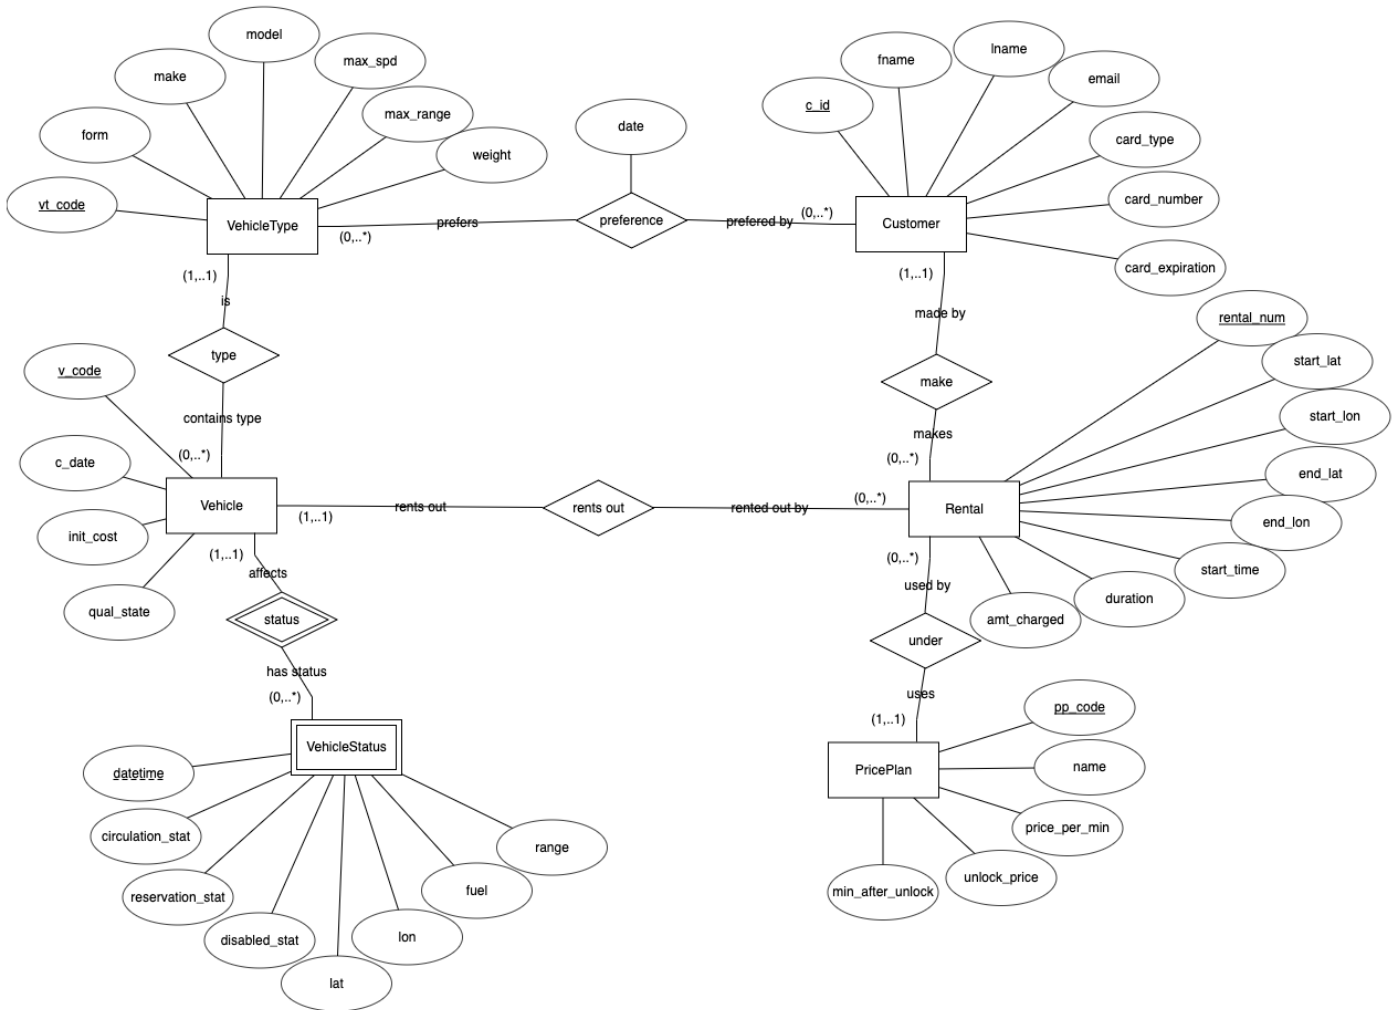 model
make
max_spd
form
max_range
weight
vt_code
VehicleType
(0,..*)
prefers
date
preference
prefered by
(0,..*)
Customer
c_id
fname
lname
email
card_type
card_number
card_expiration
(1,..1)
is
type
contains type
(0,..*)
v_code
c_date
init_cost
qual_state
Vehicle
(1,..1)
rents out
rents out
rented out by
(0,..*)
Rental
(1,..1)
made by
make
makes
(0,..*)
rental_num
start_lat
start_lon
end_lat
end_lon
start_time
duration
amt_charged
(1,..1)
affects
status
has status
(0,..*)
VehicleStatus
datetime
circulation_stat
reservation_stat
disabled_stat
lat
lon
fuel
range
(0,..*)
used by
under
uses
(1,..1)
PricePlan
pp_code
name
price_per_min
unlock_price
min_after_unlock